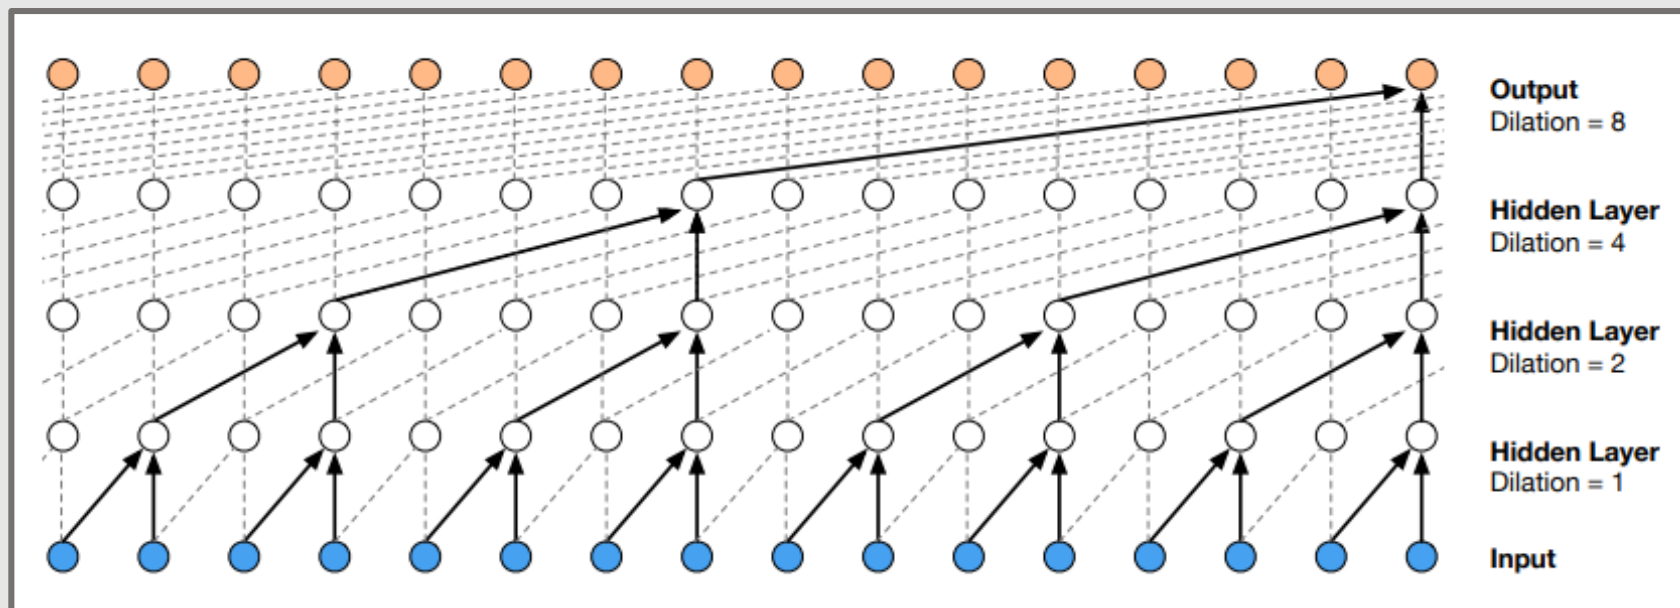 Output
Dilation = 8
Hidden Layer
Dilation = 4
Hidden Layer
Dilation = 2
Hidden Layer
Dilation = 1
Input